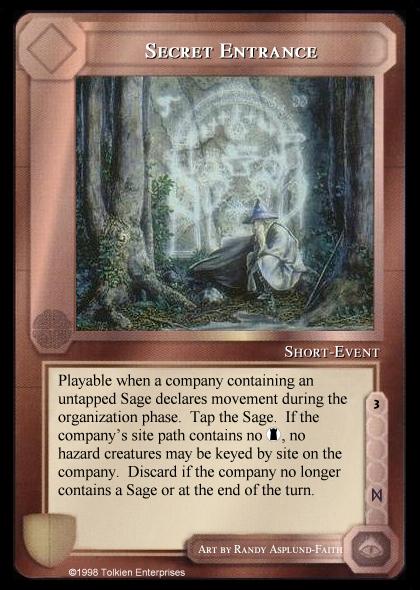 SECRET ENTRANCE
SHORT-EVENT
Playable when a company containing an
untapped Sage declares movement during the
organization phase. Tap the Sage. If the
company's site path contains no , no
hazard creatures may be keyed by site on the
company. Discard if the company no longer
contains a Sage or at the end of the turn.
3
ART BY RANDY ASPLUND-FAITH
©1998 Tolkien Enterprises